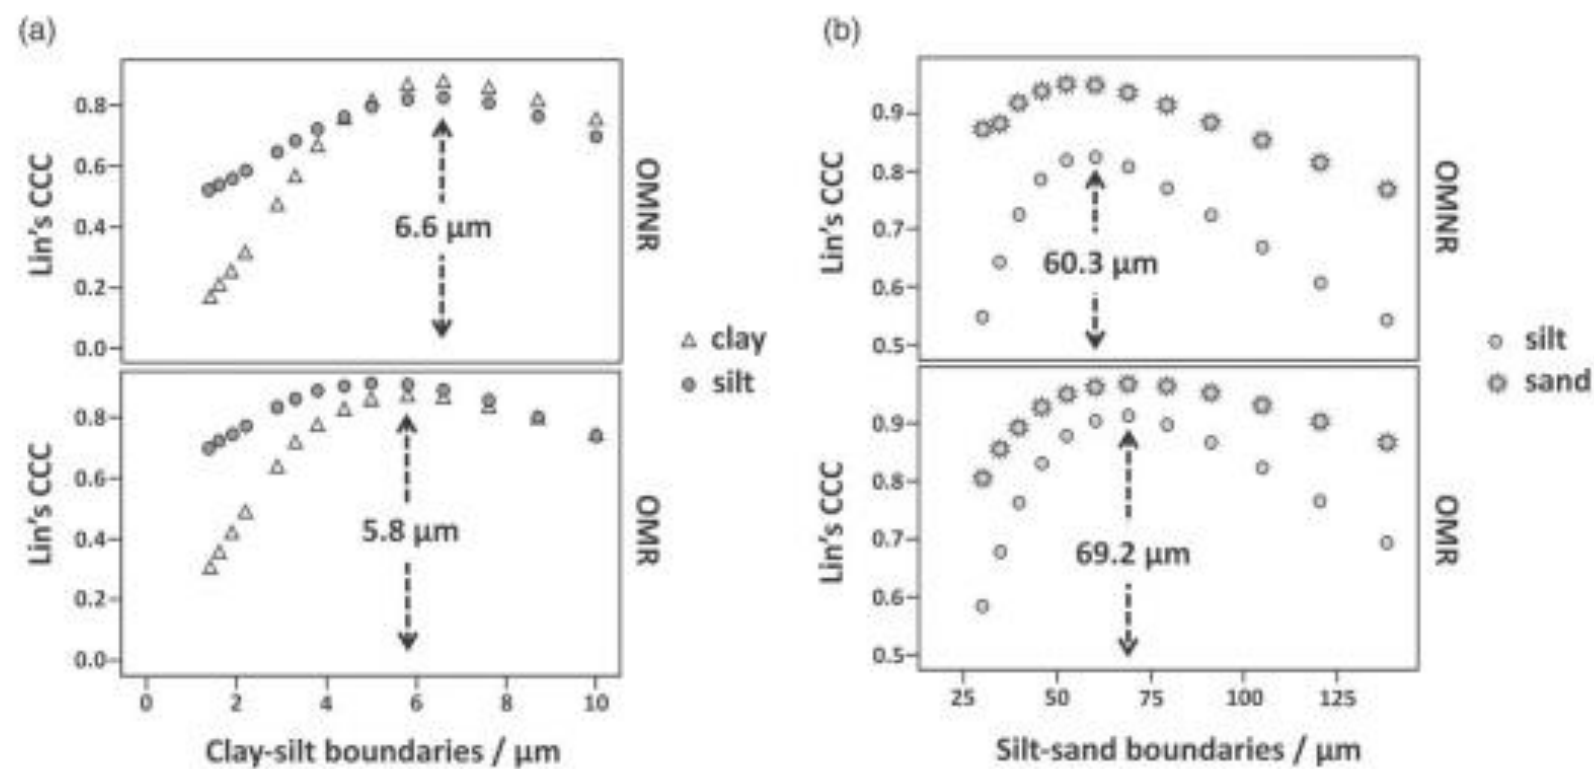 (a)
Lin's CCC
0.8
0.6
0.4
0.2
0.0
6.6 μm
OMNR
clay
silt
Lin's CCC
0.8
0.6
0.4
0.2
0.0
5.8 μm
OMR
0 2 4 6 8 10
Clay-silt boundaries / μm
(b)
Lin's CCC
0.9
0.8
0.7
0.6
0.5
60.3 μm
OMNR
silt
sand
Lin's CCC
0.9
0.8
0.7
0.6
0.5
69.2 μm
OMR
25 50 75 100 125
Silt-sand boundaries / μm